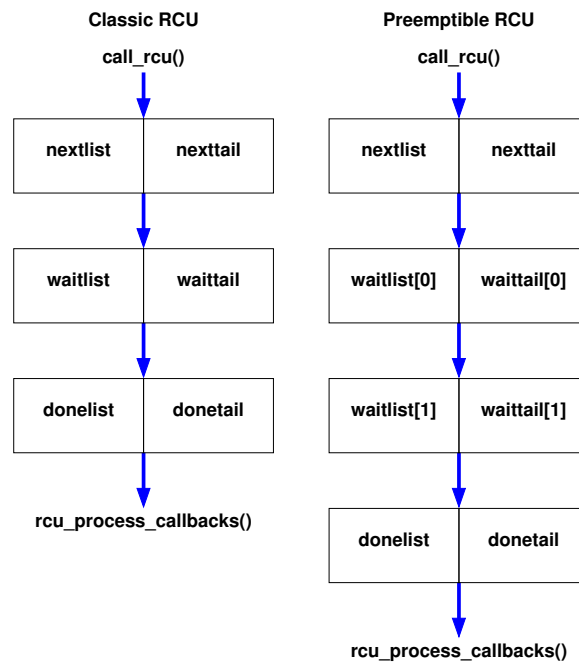 Classic RCU
call_rcu()
nextlist nexttail
waitlist waittail
donelist donetail
rcu_process_callbacks()
Preemptible RCU
call_rcu()
nextlist nexttail
waitlist[0] waittail[0]
waitlist[1] waittail[1]
donelist donetail
rcu_process_callbacks()